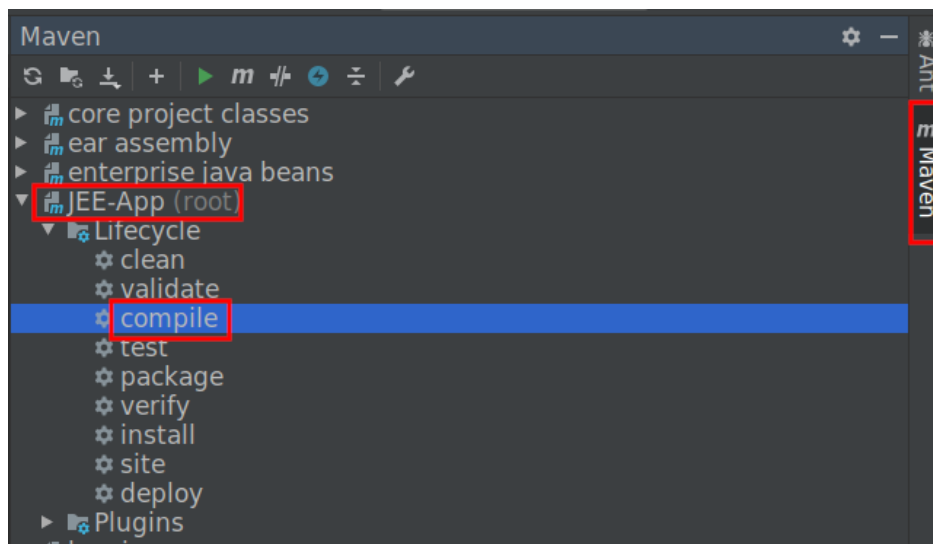 Maven
m
core project classes
ear assembly
enterprise java beans
JEE-App (root)
Lifecycle
clean
validate
compile
test
package
verify
install
site
deploy
Plugins
Ant
m Maven